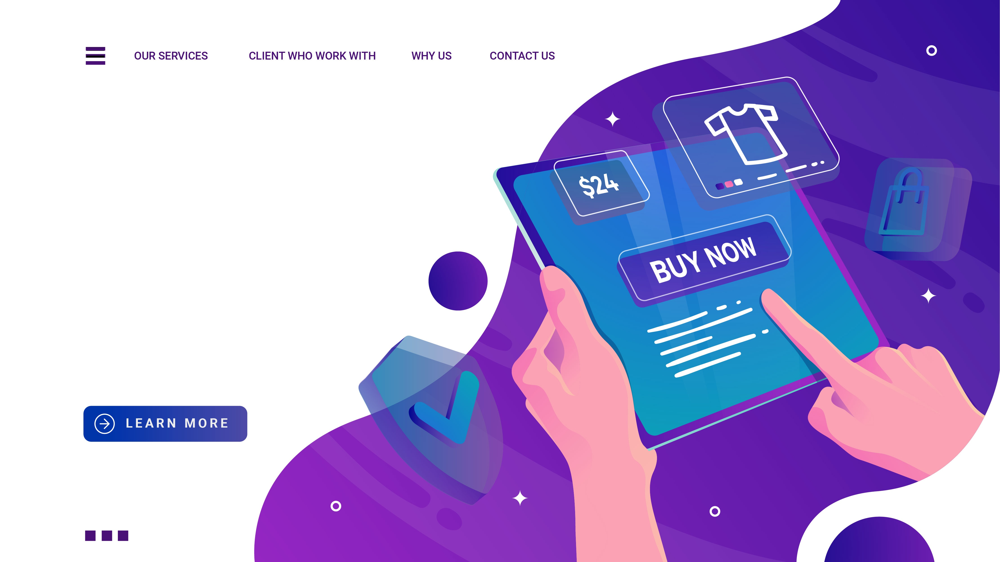 OUR SERVICES
CLIENT WHO WORK WITH
WHY US
CONTACT US
$24
BUY NOW
LEARN MORE